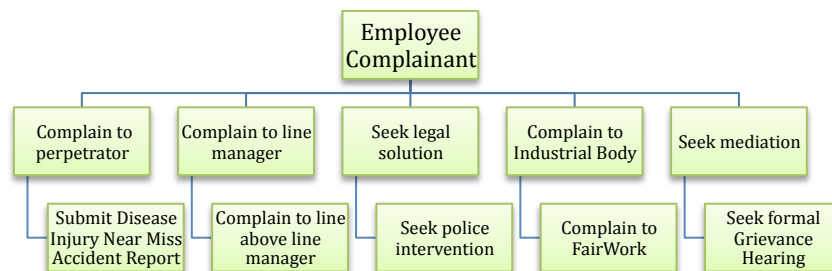 Employee
Complainant
Complain to
perpetrator
Complain to line
manager
Seek legal
solution
Complain to
Industrial Body
Seek mediation
Submit Disease
Injury Near Miss
Accident Report
Complain to line
above line
manager
Seek police
intervention
Complain to
FairWork
Seek formal
Grievance
Hearing